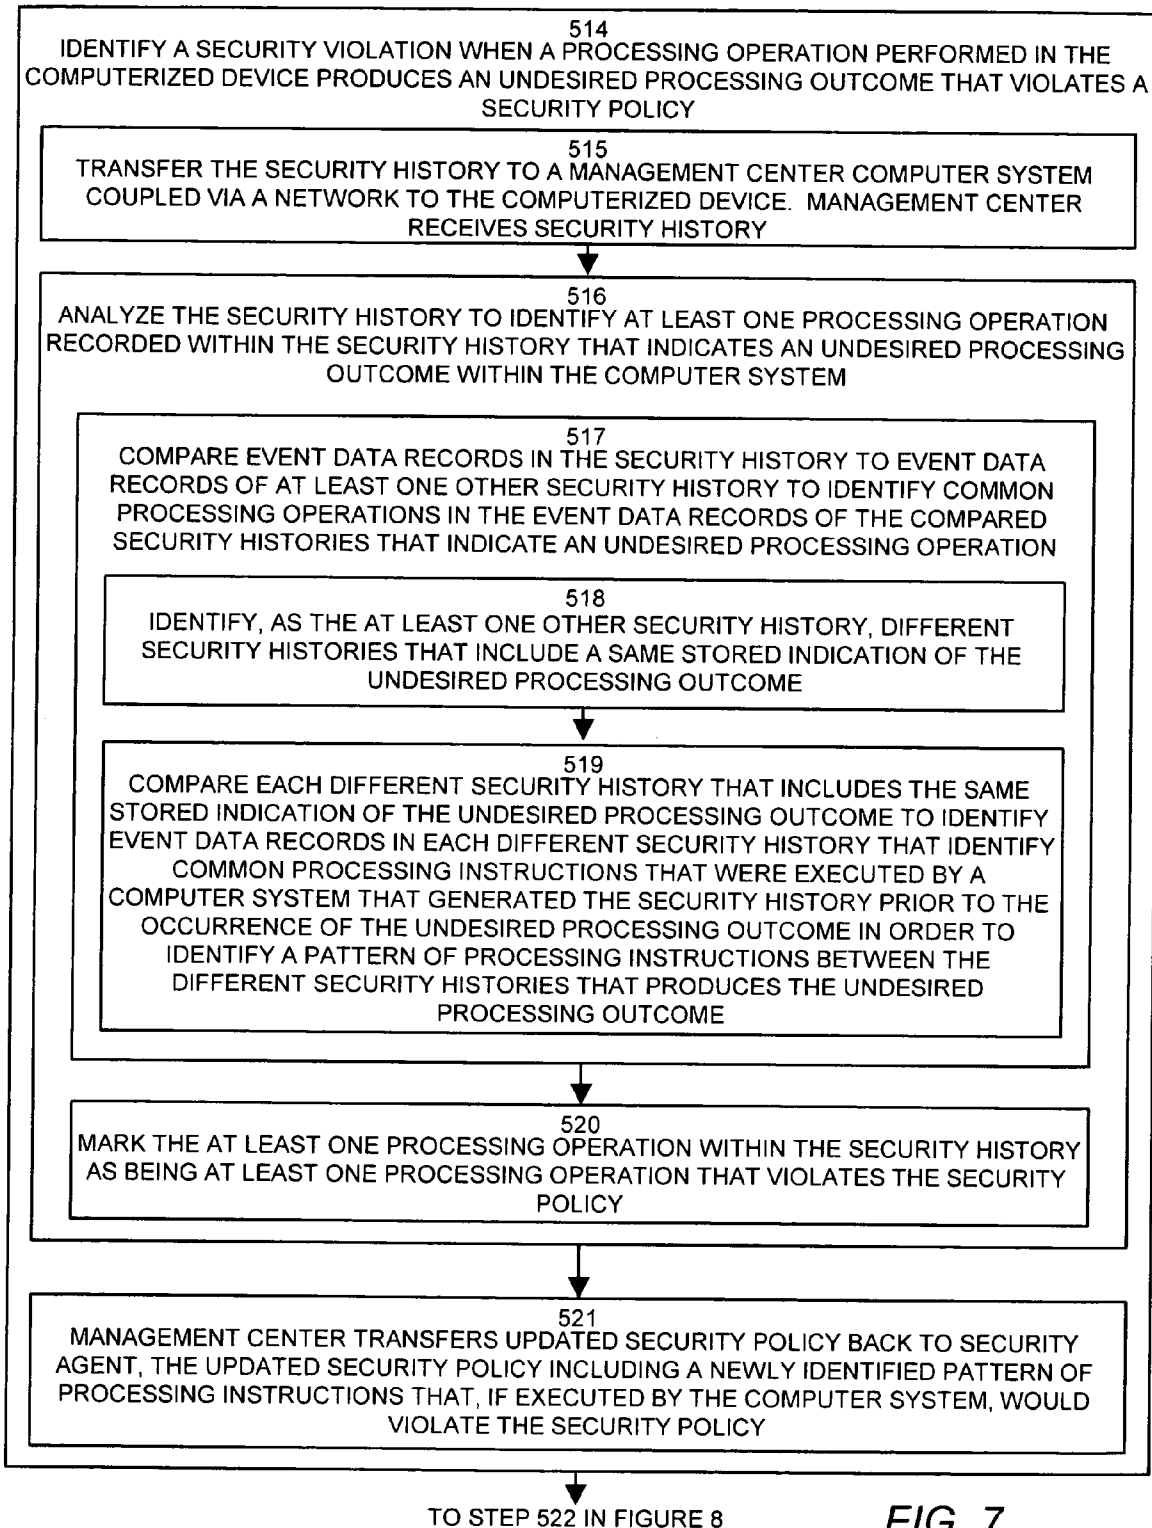 514
IDENTIFY A SECURITY VIOLATION WHEN A PROCESSING OPERATION PERFORMED IN THE
COMPUTERIZED DEVICE PRODUCES AN UNDESIRED PROCESSING OUTCOME THAT VIOLATES A
SECURITY POLICY
515
TRANSFER THE SECURITY HISTORY TO A MANAGEMENT CENTER COMPUTER SYSTEM
COUPLED VIA A NETWORK TO THE COMPUTERIZED DEVICE. MANAGEMENT CENTER
RECEIVES SECURITY HISTORY
516
ANALYZE THE SECURITY HISTORY TO IDENTIFY AT LEAST ONE PROCESSING OPERATION
RECORDED WITHIN THE SECURITY HISTORY THAT INDICATES AN UNDESIRED PROCESSING
OUTCOME WITHIN THE COMPUTER SYSTEM
517
COMPARE EVENT DATA RECORDS IN THE SECURITY HISTORY TO EVENT DATA
RECORDS OF AT LEAST ONE OTHER SECURITY HISTORY TO IDENTIFY COMMON
PROCESSING OPERATIONS IN THE EVENT DATA RECORDS OF THE COMPARED
SECURITY HISTORIES THAT INDICATE AN UNDESIRED PROCESSING OPERATION
518
IDENTIFY, AS THE AT LEAST ONE OTHER SECURITY HISTORY, DIFFERENT
SECURITY HISTORIES THAT INCLUDE A SAME STORED INDICATION OF THE
UNDESIRED PROCESSING OUTCOME
519
COMPARE EACH DIFFERENT SECURITY HISTORY THAT INCLUDES THE SAME
STORED INDICATION OF THE UNDESIRED PROCESSING OUTCOME TO IDENTIFY
EVENT DATA RECORDS IN EACH DIFFERENT SECURITY HISTORY THAT IDENTIFY
COMMON PROCESSING INSTRUCTIONS THAT WERE EXECUTED BY A
COMPUTER SYSTEM THAT GENERATED THE SECURITY HISTORY PRIOR TO THE
OCCURRENCE OF THE UNDESIRED PROCESSING OUTCOME IN ORDER TO
IDENTIFY A PATTERN OF PROCESSING INSTRUCTIONS BETWEEN THE
DIFFERENT SECURITY HISTORIES THAT PRODUCES THE UNDESIRED
PROCESSING OUTCOME
520
MARK THE AT LEAST ONE PROCESSING OPERATION WITHIN THE SECURITY HISTORY
AS BEING AT LEAST ONE PROCESSING OPERATION THAT VIOLATES THE SECURITY
POLICY
521
MANAGEMENT CENTER TRANSFERS UPDATED SECURITY POLICY BACK TO SECURITY
AGENT, THE UPDATED SECURITY POLICY INCLUDING A NEWLY IDENTIFIED PATTERN OF
PROCESSING INSTRUCTIONS THAT, IF EXECUTED BY THE COMPUTER SYSTEM, WOULD
VIOLATE THE SECURITY POLICY
TO STEP 522 IN FIGURE 8
FIG. 7